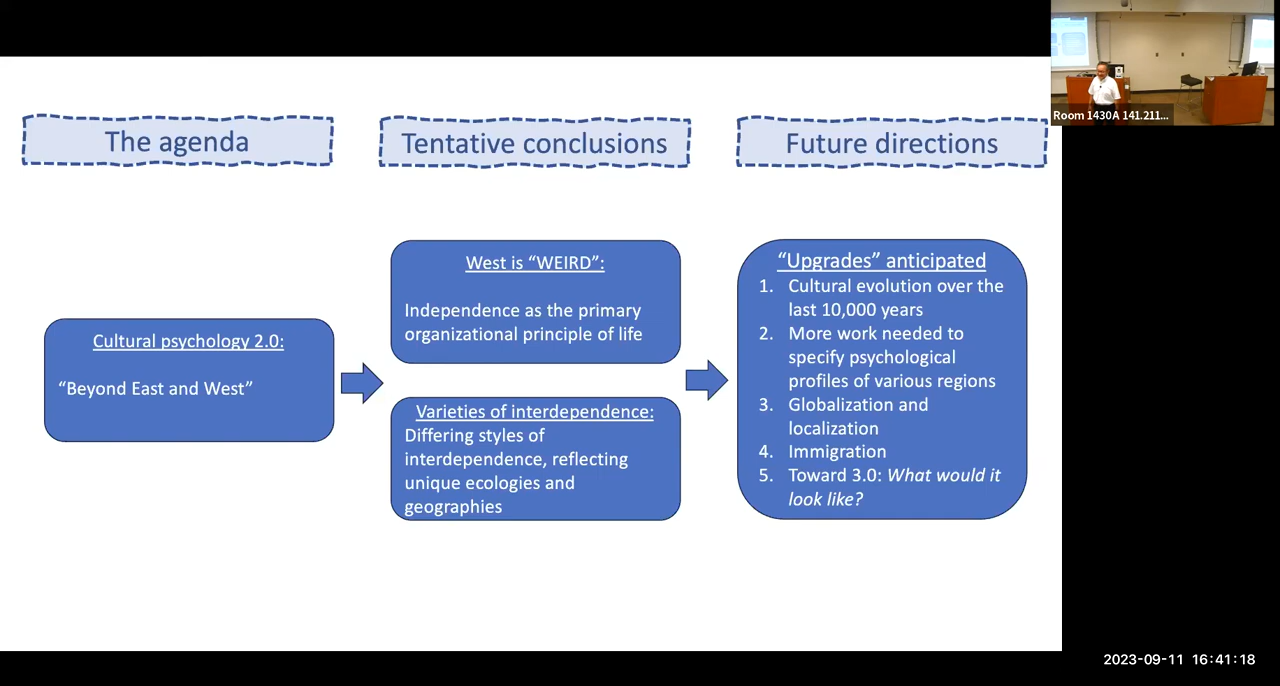 The agenda
Tentative conclusions
Future directions
Cultural psychology 2.0:
“Beyond East and West”
West is “WEIRD”:
Independence as the primary
organizational principle of life
Varieties of interdependence:
Differing styles of
interdependence, reflecting
unique ecologies and
geographies
“Upgrades” anticipated
1. Cultural evolution over the
last 10,000 years
2. More work needed to
specify psychological
profiles of various regions
3. Globalization and
localization
4. Immigration
5. Toward 3.0: What would it
look like?
Room 1430A 141.211...
2023-09-11 16:41:18